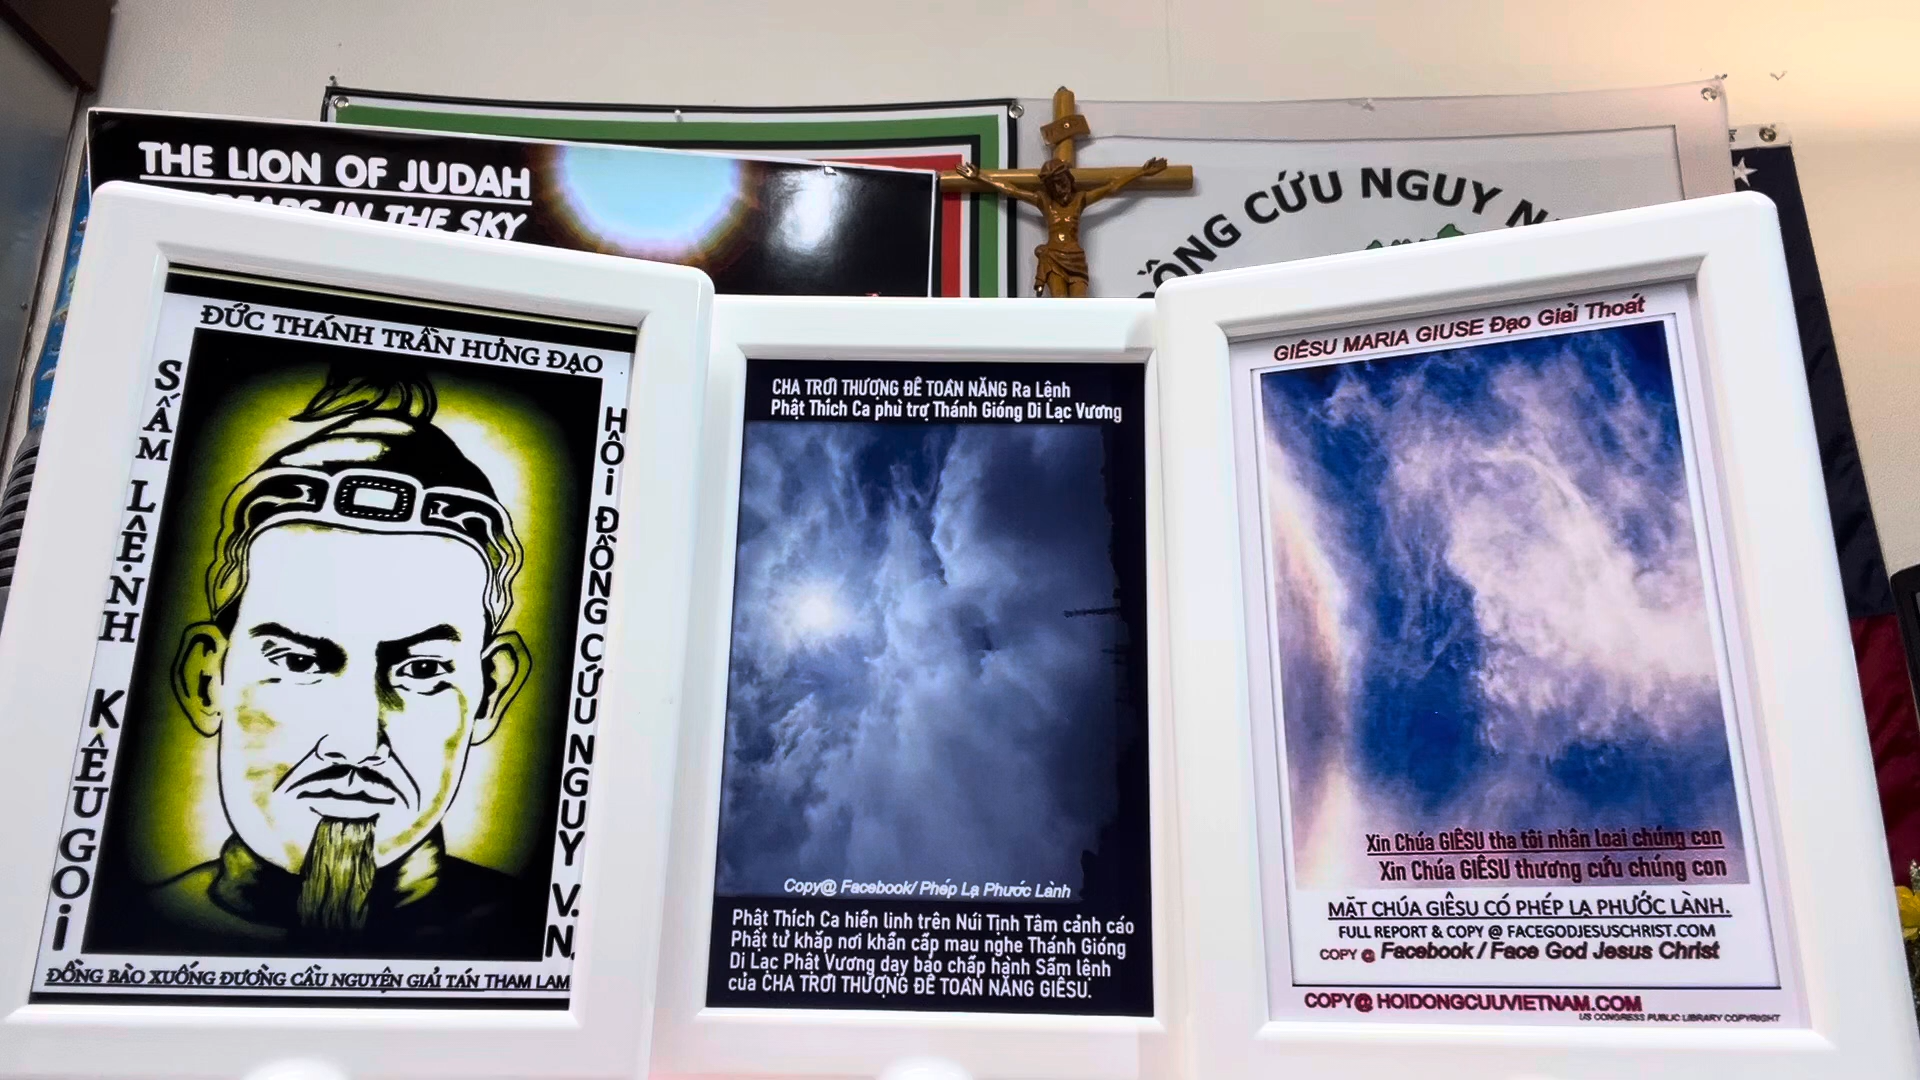 THE LION OF JUDAH
IN THE SKY
CỨU NGUY
ĐỨC THÁNH TRẦN HƯNG ĐẠO
SẤM LỆNH KÊU GỌI
HỘI ĐỒNG CỨU NGUY V.N.
ĐỒNG BÀO XUỐNG ĐƯỜNG CẦU NGUYỆN GIẢI TÁN THAM LAM
CHA TRỜI THƯỢNG ĐẾ TOÀN NĂNG Ra Lệnh
Phật Thích Ca phù trợ Thánh Gióng Di Lạc Vương
Copy@ Facebook/ Phép Lạ Phước Lành
Phật Thích Ca hiển linh trên Núi Tịnh Tâm cảnh cáo
Phật tử khắp nơi khẩn cấp mau nghe Thánh Gióng
Di Lạc Phật Vương dạy bảo chấp hành Sấm lệnh
của CHA TRỜI THƯỢNG ĐẾ TOÀN NĂNG GIÊSU.
GIÊSU MARIA GIUSE Đạo Giải Thoát
Xin Chúa GIÊSU tha tội nhân loại chúng con
Xin Chúa GIÊSU thương cứu chúng con
MẶT CHÚA GIÊSU CÓ PHÉP LẠ PHƯỚC LÀNH.
FULL REPORT & COPY @ FACEGODJESUSCHRIST.COM
COPY @ Facebook / Face God Jesus Christ
COPY@ HOIDONGCUUVIETNAM.COM
US CONGRESS PUBLIC LIBRARY COPYRIGHT